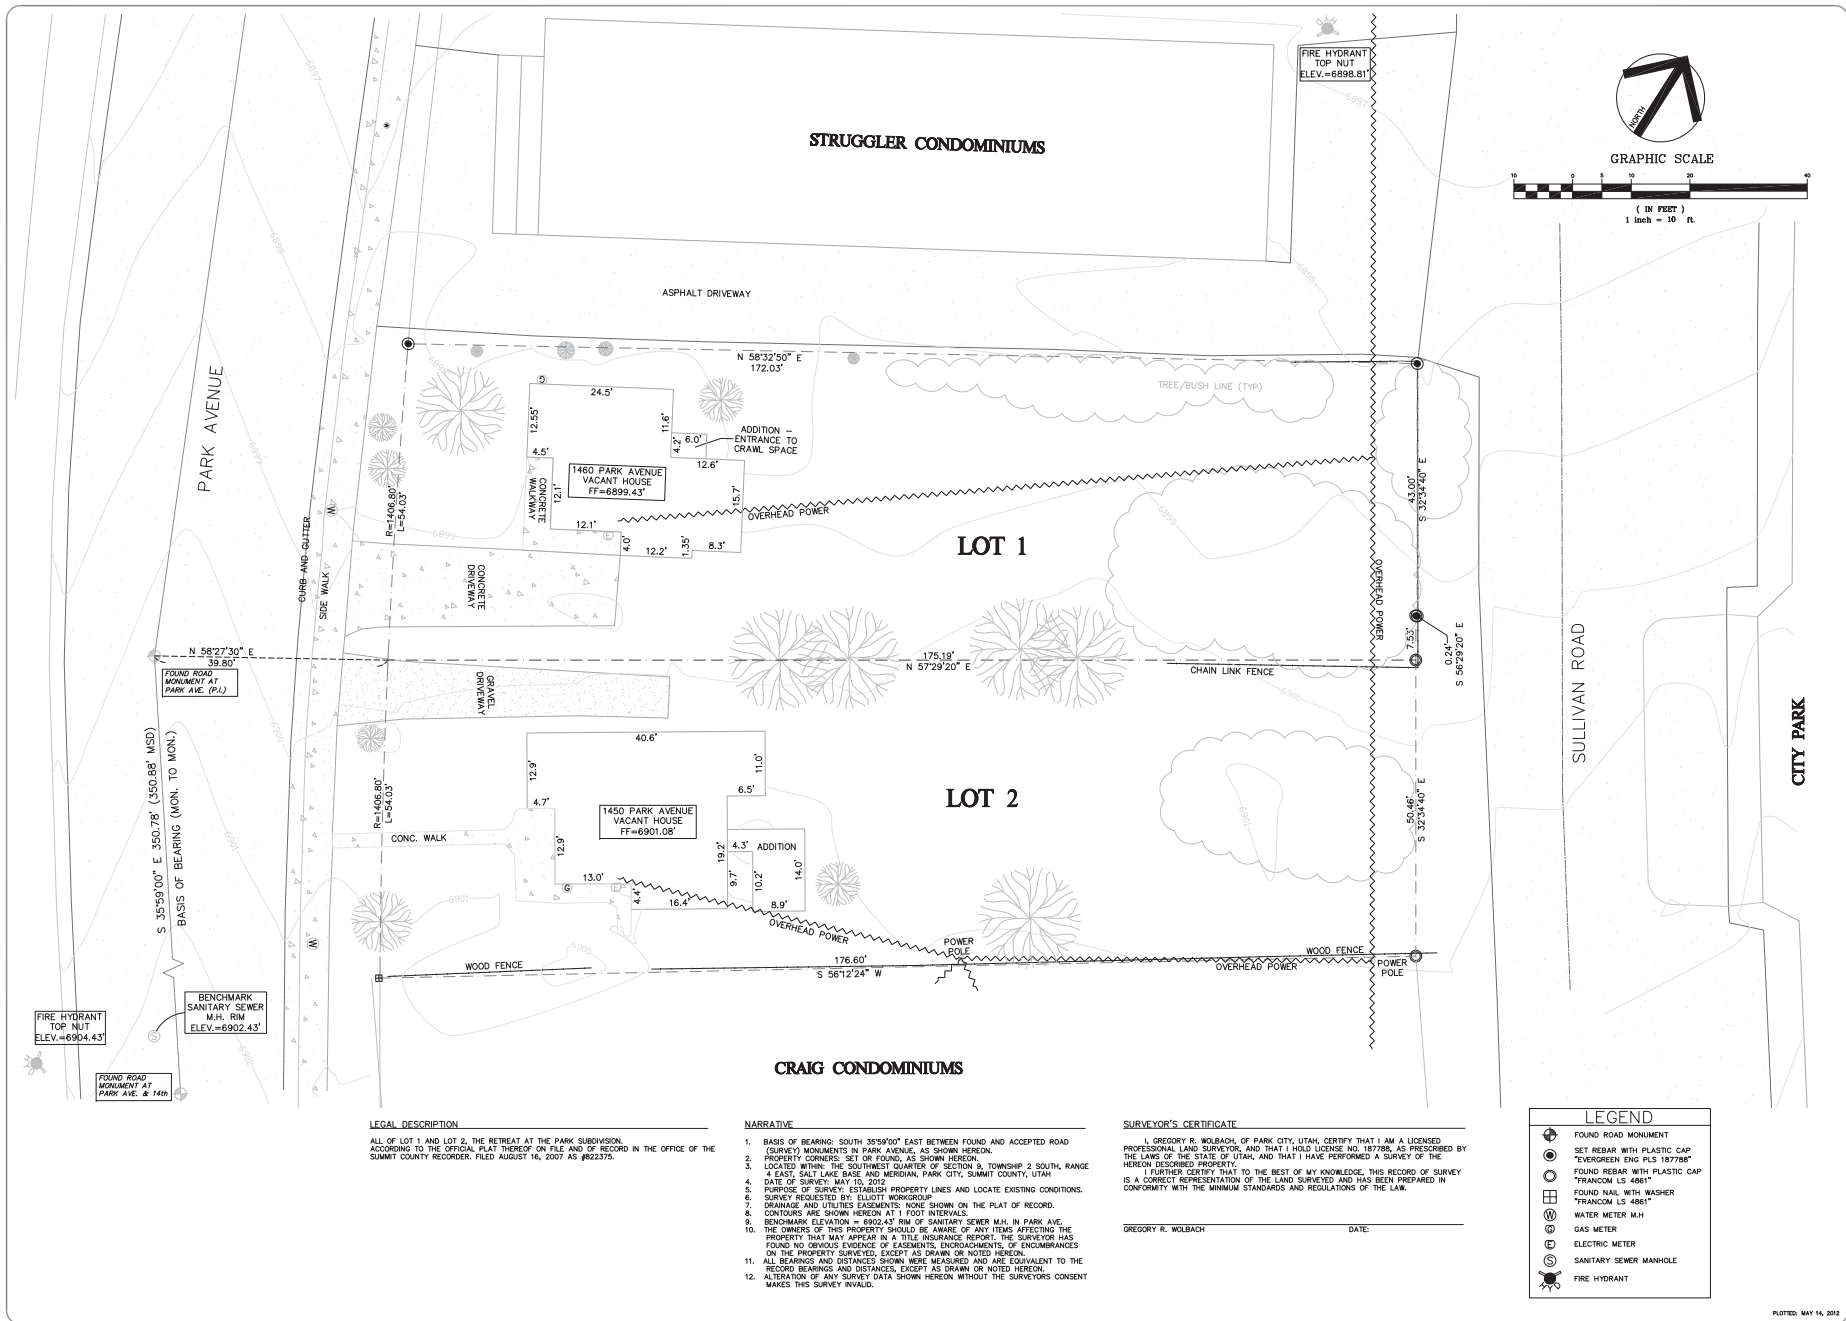 FIRE HYDRANT
TOP NUT
ELEV.=6898.81'
NORTH
GRAPHIC SCALE
10 0 5 10 20 40
( IN FEET )
1 inch = 10 ft.
STRUGGLER CONDOMINIUMS
6897
6897
6898
6898
ASPHALT DRIVEWAY
N 58°32'50" E
172.03'
TREE/BUSH LINE (TYP)
PARK AVENUE
24.5'
12.55'
11.6'
4.2'
6.0'
ADDITION -
ENTRANCE TO
CRAWL SPACE
4.5'
12.6'
1460 PARK AVENUE
VACANT HOUSE
FF=6899.43'
CONCRETE
WALKWAY
12.1'
15.7'
12.1'
4.0'
12.2'
1.35'
8.3'
OVERHEAD POWER
R=1406.80'
L=54.03'
6899
6899
6899
LOT 1
43.00'
S 32°34'40" E
OVERHEAD POWER
CURB AND GUTTER
SIDE WALK
CONCRETE
DRIVEWAY
N 58°27'30" E
39.80'
FOUND ROAD
MONUMENT AT
PARK AVE. (P.I.)
175.19'
N 57°29'20" E
7.53'
0.24'
S 56°29'20" E
CHAIN LINK FENCE
6900
6900
GRAVEL
DRIVEWAY
SULLIVAN ROAD
CITY PARK
S 35°59'00" E 350.78' (350.88' MSD)
BASIS OF BEARING (MON. TO MON.)
40.6'
12.9'
11.0'
6.5'
4.7'
1450 PARK AVENUE
VACANT HOUSE
FF=6901.08'
LOT 2
R=1406.80'
L=54.03'
CONC. WALK
12.9'
19.2'
4.3'
ADDITION
9.7'
10.2'
14.0'
13.0'
4.4'
16.4'
8.9'
6901
6901
6901
50.46'
S 32°34'40" E
OVERHEAD POWER
POWER
POLE
WOOD FENCE
6900
176.60'
S 56°12'24" W
WOOD FENCE
OVERHEAD POWER
POWER
POLE
BENCHMARK
SANITARY SEWER
M.H. RIM
ELEV.=6902.43'
FIRE HYDRANT
TOP NUT
ELEV.=6904.43'
6902
FOUND ROAD
MONUMENT AT
PARK AVE. & 14th
CRAIG CONDOMINIUMS
LEGAL DESCRIPTION
ALL OF LOT 1 AND LOT 2, THE RETREAT AT THE PARK SUBDIVISION.
ACCORDING TO THE OFFICIAL PLAT THEREOF ON FILE AND OF RECORD IN THE OFFICE OF THE
SUMMIT COUNTY RECORDER. FILED AUGUST 16, 2007 AS #822375.
NARRATIVE
1. BASIS OF BEARING: SOUTH 35°59'00" EAST BETWEEN FOUND AND ACCEPTED ROAD
(SURVEY) MONUMENTS IN PARK AVENUE, AS SHOWN HEREON.
2. PROPERTY CORNERS: SET OR FOUND, AS SHOWN HEREON.
3. LOCATED WITHIN: THE SOUTHWEST QUARTER OF SECTION 9, TOWNSHIP 2 SOUTH, RANGE
4 EAST, SALT LAKE BASE AND MERIDIAN, PARK CITY, SUMMIT COUNTY, UTAH
4. DATE OF SURVEY: MAY 10, 2012
5. PURPOSE OF SURVEY: ESTABLISH PROPERTY LINES AND LOCATE EXISTING CONDITIONS.
6. SURVEY REQUESTED BY: ELLIOTT WORKGROUP
7. DRAINAGE AND UTILITIES EASEMENTS: NONE SHOWN ON THE PLAT OF RECORD.
8. CONTOURS ARE SHOWN HEREON AT 1 FOOT INTERVALS.
9. BENCHMARK ELEVATION = 6902.43' RIM OF SANITARY SEWER M.H. IN PARK AVE.
10. THE OWNERS OF THIS PROPERTY SHOULD BE AWARE OF ANY ITEMS AFFECTING THE
PROPERTY THAT MAY APPEAR IN A TITLE INSURANCE REPORT. THE SURVEYOR HAS
FOUND NO OBVIOUS EVIDENCE OF EASEMENTS, ENCROACHMENTS, OF ENCUMBRANCES
ON THE PROPERTY SURVEYED, EXCEPT AS DRAWN OR NOTED HEREON.
11. ALL BEARINGS AND DISTANCES SHOWN WERE MEASURED AND ARE EQUIVALENT TO THE
RECORD BEARINGS AND DISTANCES, EXCEPT AS DRAWN OR NOTED HEREON.
12. ALTERATION OF ANY SURVEY DATA SHOWN HEREON WITHOUT THE SURVEYORS CONSENT
MAKES THIS SURVEY INVALID.
SURVEYOR'S CERTIFICATE
I, GREGORY R. WOLBACH, OF PARK CITY, UTAH, CERTIFY THAT I AM A LICENSED
PROFESSIONAL LAND SURVEYOR, AND THAT I HOLD LICENSE NO. 187788, AS PRESCRIBED BY
THE LAWS OF THE STATE OF UTAH, AND THAT I HAVE PERFORMED A SURVEY OF THE
HEREON DESCRIBED PROPERTY.
I FURTHER CERTIFY THAT TO THE BEST OF MY KNOWLEDGE, THIS RECORD OF SURVEY
IS A CORRECT REPRESENTATION OF THE LAND SURVEYED AND HAS BEEN PREPARED IN
CONFORMITY WITH THE MINIMUM STANDARDS AND REGULATIONS OF THE LAW.
GREGORY R. WOLBACH DATE:
LEGEND
FOUND ROAD MONUMENT
SET REBAR WITH PLASTIC CAP
"EVERGREEN ENG PLS 187788"
FOUND REBAR WITH PLASTIC CAP
"FRANCOM LS 4861"
FOUND NAIL WITH WASHER
"FRANCOM LS 4861"
W WATER METER M.H
G GAS METER
E ELECTRIC METER
S SANITARY SEWER MANHOLE
HYD FIRE HYDRANT
PLOTTED: MAY 14, 2012